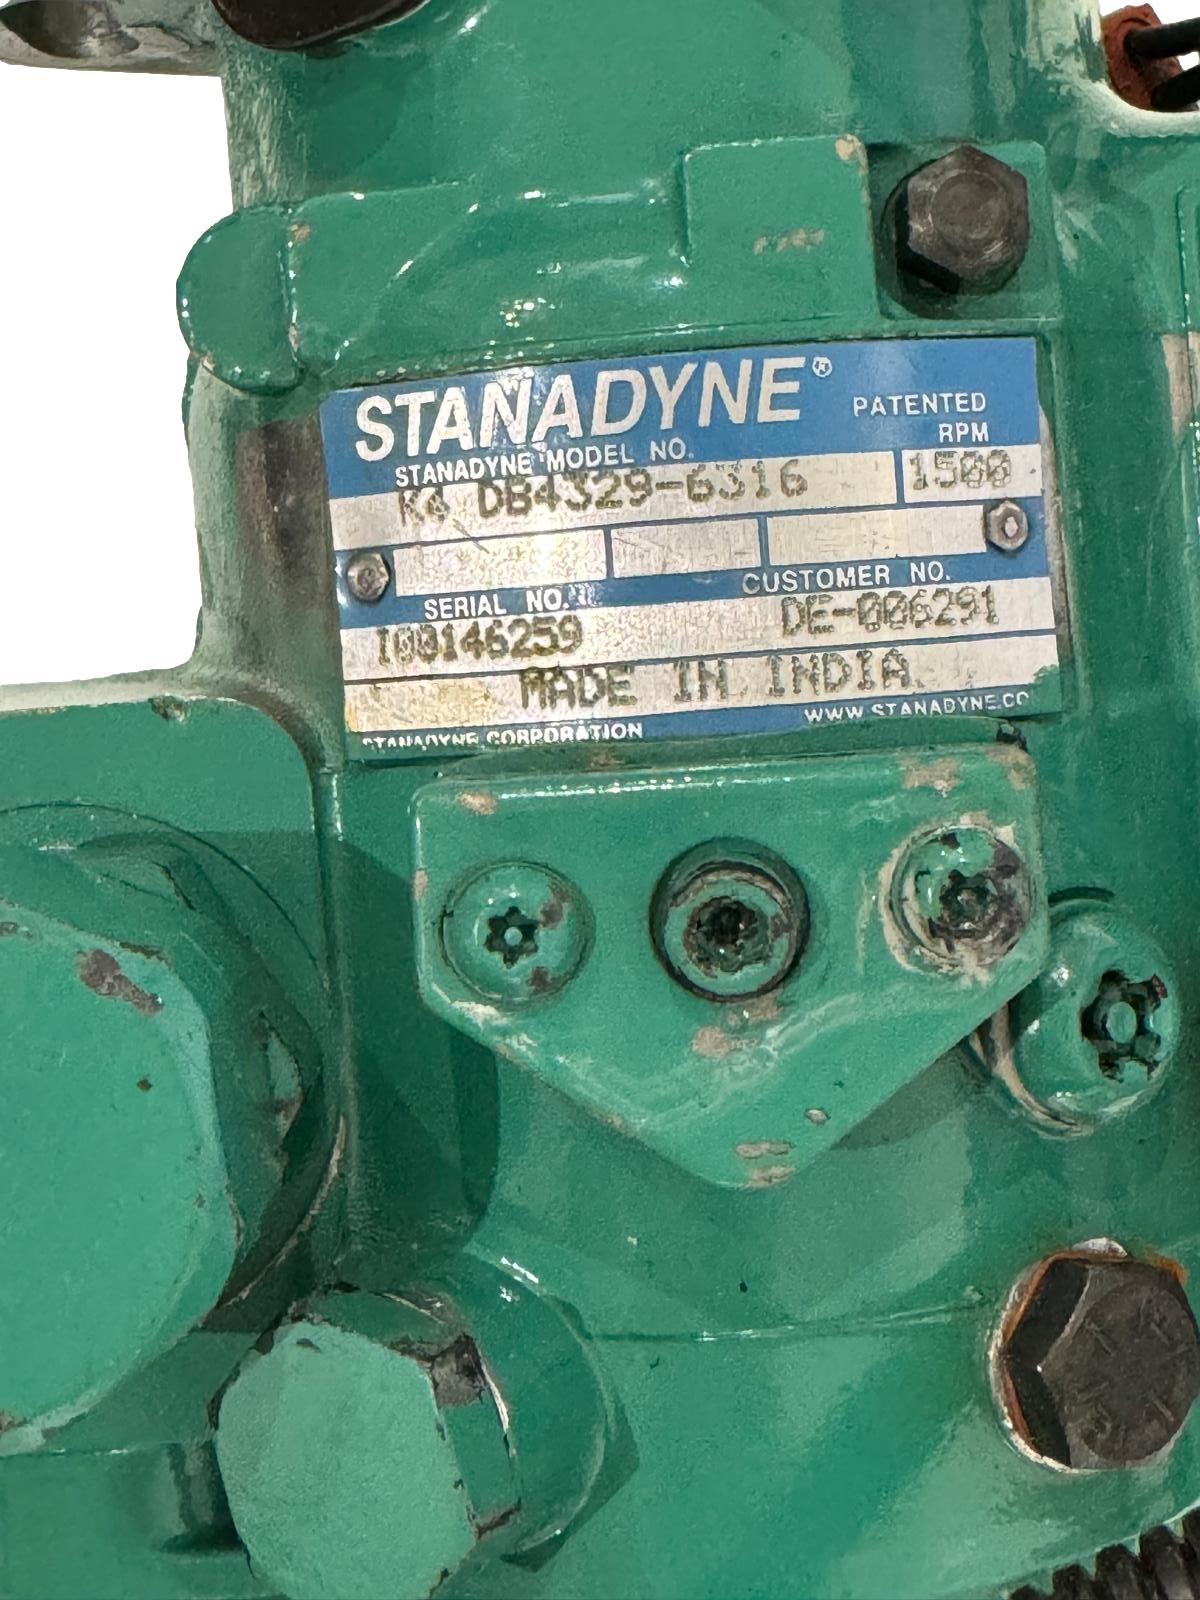 STANADYNE®
PATENTED
RPM
STANADYNE MODEL NO.
K4 DB4329-6316
1500
SERIAL NO.
CUSTOMER NO.
I00146259
DE-006291
MADE IN INDIA
STANADYNE CORPORATION
WWW.STANADYNE.CO